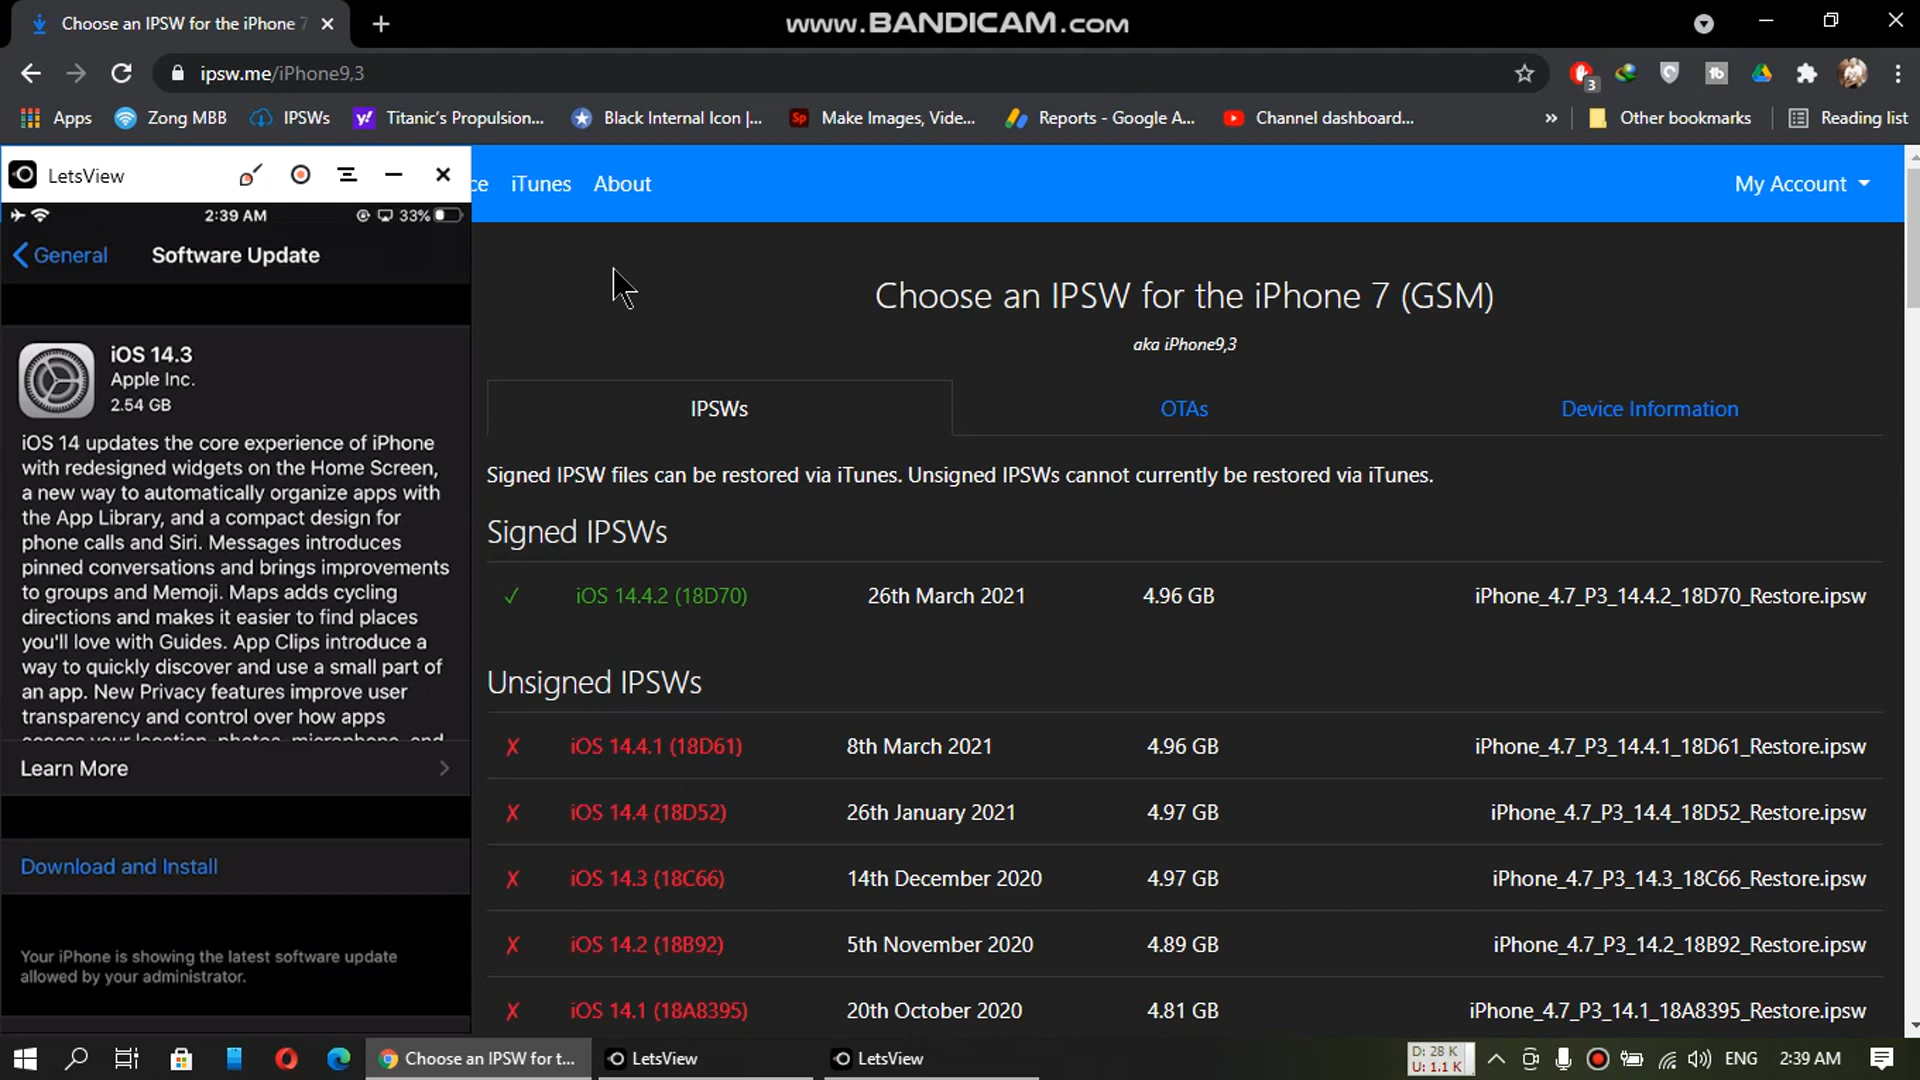 Choose an IPSW for the iPhone 7
www.BANDICAM.com
ipsw.me/iPhone9,3
3
Apps
Zong MBB
IPSWs
Titanic's Propulsion...
Black Internal Icon |...
Make Images, Vide...
Reports - Google A...
Channel dashboard...
»
Other bookmarks
Reading list
LetsView
ce
iTunes
About
My Account
2:39 AM
33%
General
Software Update
iOS 14.3
Apple Inc.
2.54 GB
iOS 14 updates the core experience of iPhone
with redesigned widgets on the Home Screen,
a new way to automatically organize apps with
the App Library, and a compact design for
phone calls and Siri. Messages introduces
pinned conversations and brings improvements
to groups and Memoji. Maps adds cycling
directions and makes it easier to find places
you'll love with Guides. App Clips introduce a
way to quickly discover and use a small part of
an app. New Privacy features improve user
transparency and control over how apps
access your location, photos, microphone, and
Learn More
Download and Install
Your iPhone is showing the latest software update
allowed by your administrator.
Choose an IPSW for the iPhone 7 (GSM)
aka iPhone9,3
IPSWs
OTAs
Device Information
Signed IPSW files can be restored via iTunes. Unsigned IPSWs cannot currently be restored via iTunes.
Signed IPSWs
✓ iOS 14.4.2 (18D70) 26th March 2021 4.96 GB iPhone_4.7_P3_14.4.2_18D70_Restore.ipsw
Unsigned IPSWs
✗ iOS 14.4.1 (18D61) 8th March 2021 4.96 GB iPhone_4.7_P3_14.4.1_18D61_Restore.ipsw
✗ iOS 14.4 (18D52) 26th January 2021 4.97 GB iPhone_4.7_P3_14.4_18D52_Restore.ipsw
✗ iOS 14.3 (18C66) 14th December 2020 4.97 GB iPhone_4.7_P3_14.3_18C66_Restore.ipsw
✗ iOS 14.2 (18B92) 5th November 2020 4.89 GB iPhone_4.7_P3_14.2_18B92_Restore.ipsw
✗ iOS 14.1 (18A8395) 20th October 2020 4.81 GB iPhone_4.7_P3_14.1_18A8395_Restore.ipsw
Choose an IPSW for t...
LetsView
LetsView
D: 28 K
U: 1.1 K
ENG
2:39 AM